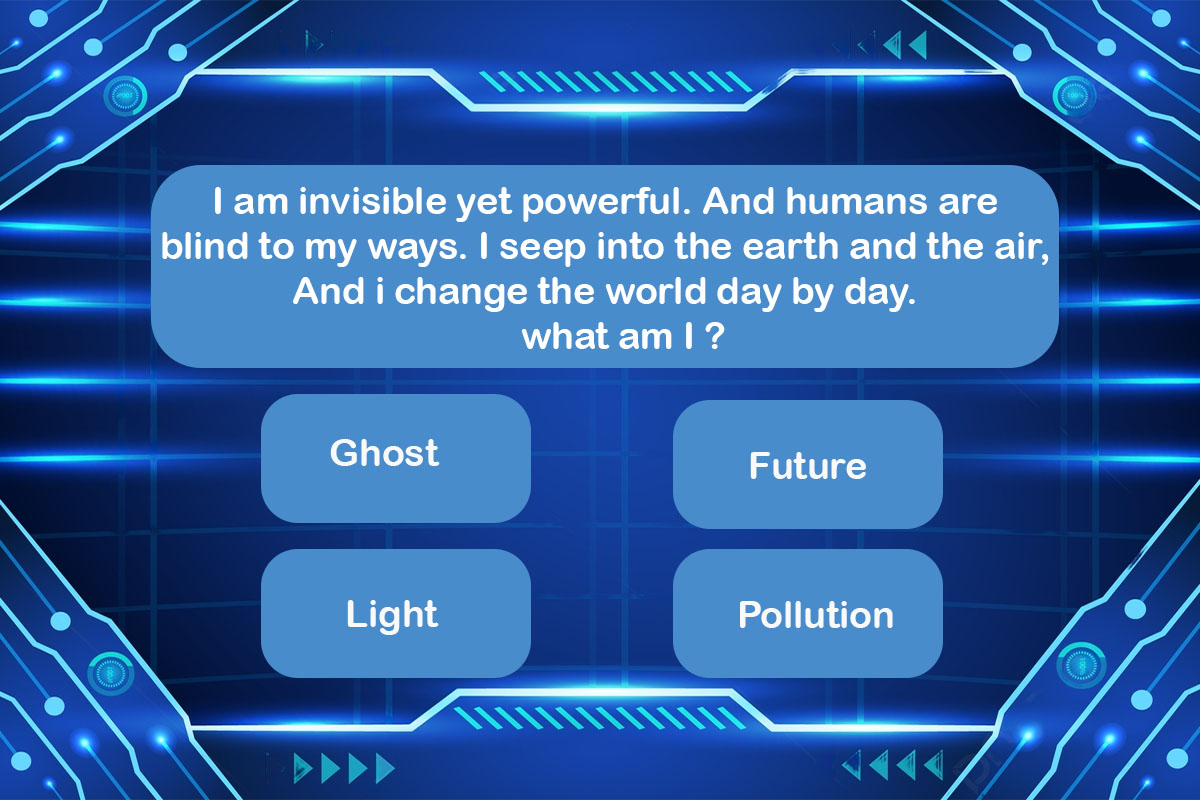 I am invisible yet powerful. And humans are
blind to my ways. I seep into the earth and the air,
And i change the world day by day.
what am I ?
Ghost
Future
Light
Pollution